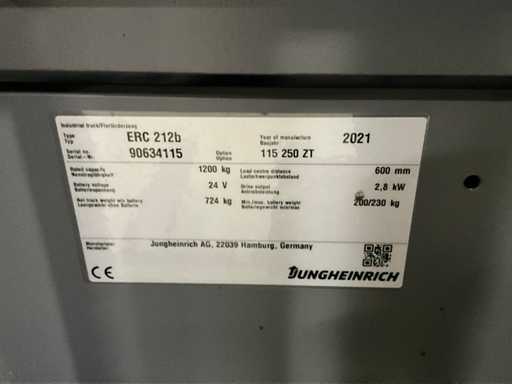 Industrial truck/Flurförderzeug
Type ERC 212b Year of manufacture 2021
Typ Baujahr
Serial no. 90634115 Option 115 250 ZT
Serial-Nr. Option
Rated capacity 1200 kg Load centre distance 600 mm
Nenntragfähigkeit Lastschwerpunktabstand
Battery voltage 24 V Drive output 2,8 kW
Batteriespannung Antriebsleistung
Net truck weight w/o battery 724 kg Min./max. battery weight 200/230 kg
Leergewicht ohne Batterie Batteriegewicht min/max
Manufacturer Jungheinrich AG, 22039 Hamburg, Germany
Hersteller
CE JUNGHEINRICH